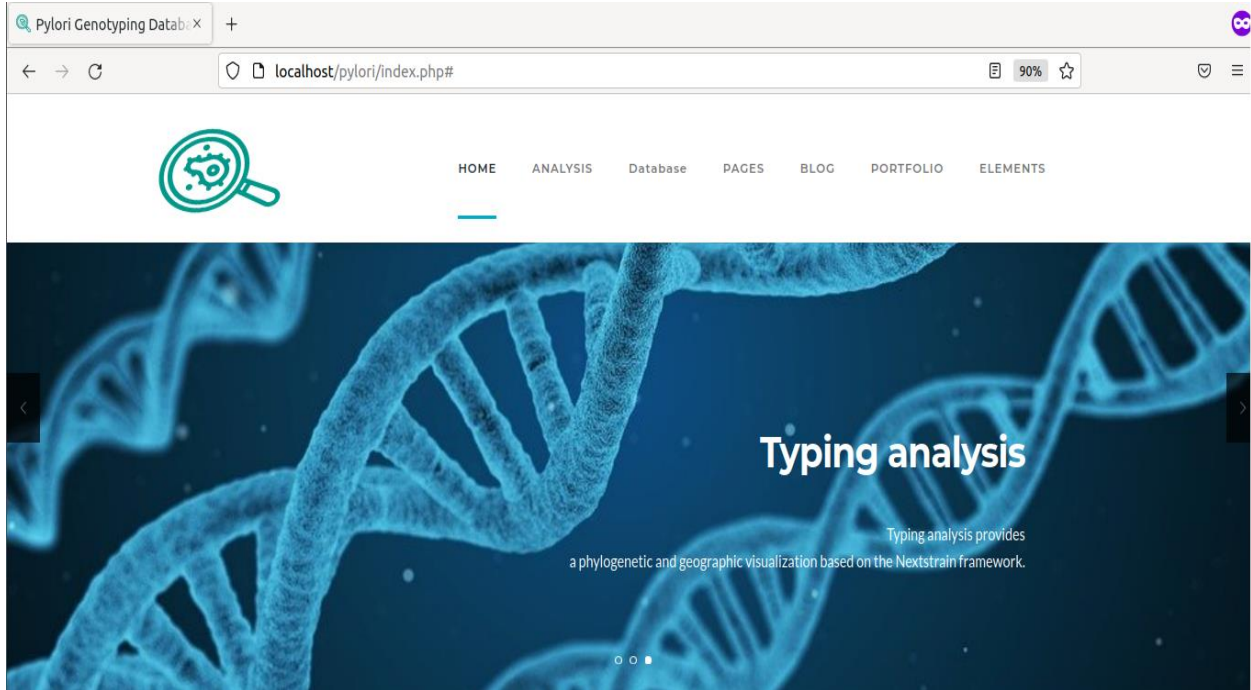 Pylori Genotyping Datab
localhost/pylori/index.php#
90%
HOME ANALYSIS Database PAGES BLOG PORTFOLIO ELEMENTS
Typing analysis
Typing analysis provides
a phylogenetic and geographic visualization based on the Nextstrain framework.